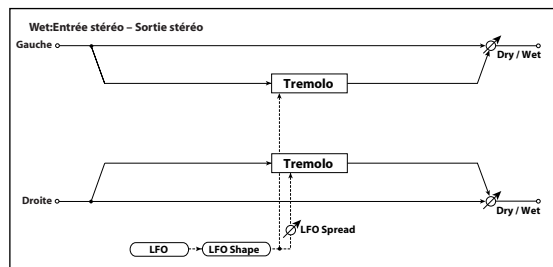 Wet:Entrée stéréo – Sortie stéréo
Gauche
Dry / Wet
Tremolo
Tremolo
Droite
Dry / Wet
LFO Spread
LFO
LFO Shape